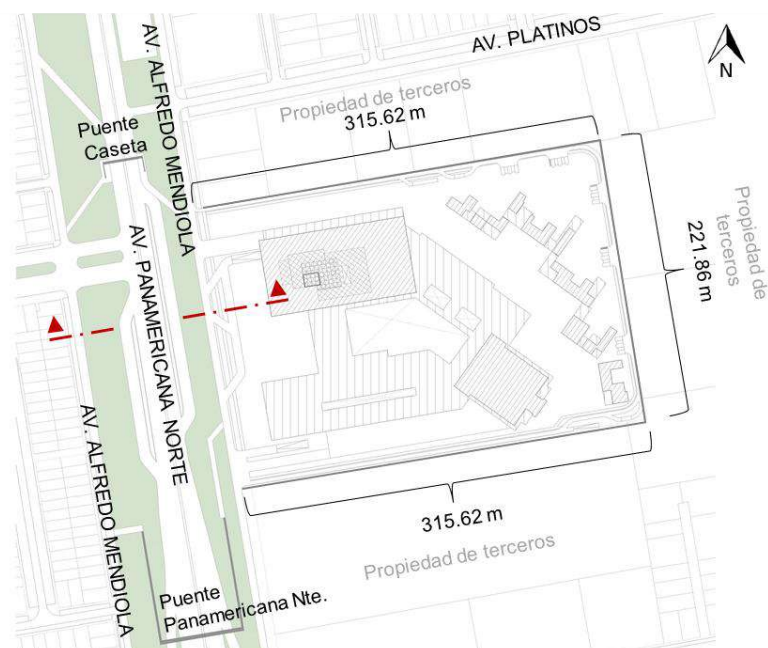 AV. PLATINOS
AV. ALFREDO MENDIOLA
N
Propiedad de terceros
315.62 m
Puente
Caseta
Propiedad de
terceros
221.86 m
AV. PANAMERICANA NORTE
AV. ALFREDO MENDIOLA
315.62 m
Propiedad de terceros
Puente
Panamericana Nte.